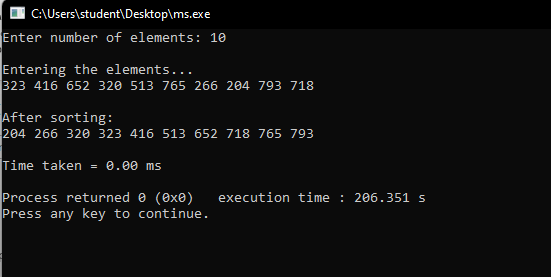 C:\Users\student\Desktop\ms.exe
Enter number of elements: 10
Entering the elements...
323 416 652 320 513 765 266 204 793 718
After sorting:
204 266 320 323 416 513 652 718 765 793
Time taken = 0.00 ms
Process returned 0 (0x0)   execution time : 206.351 s
Press any key to continue.